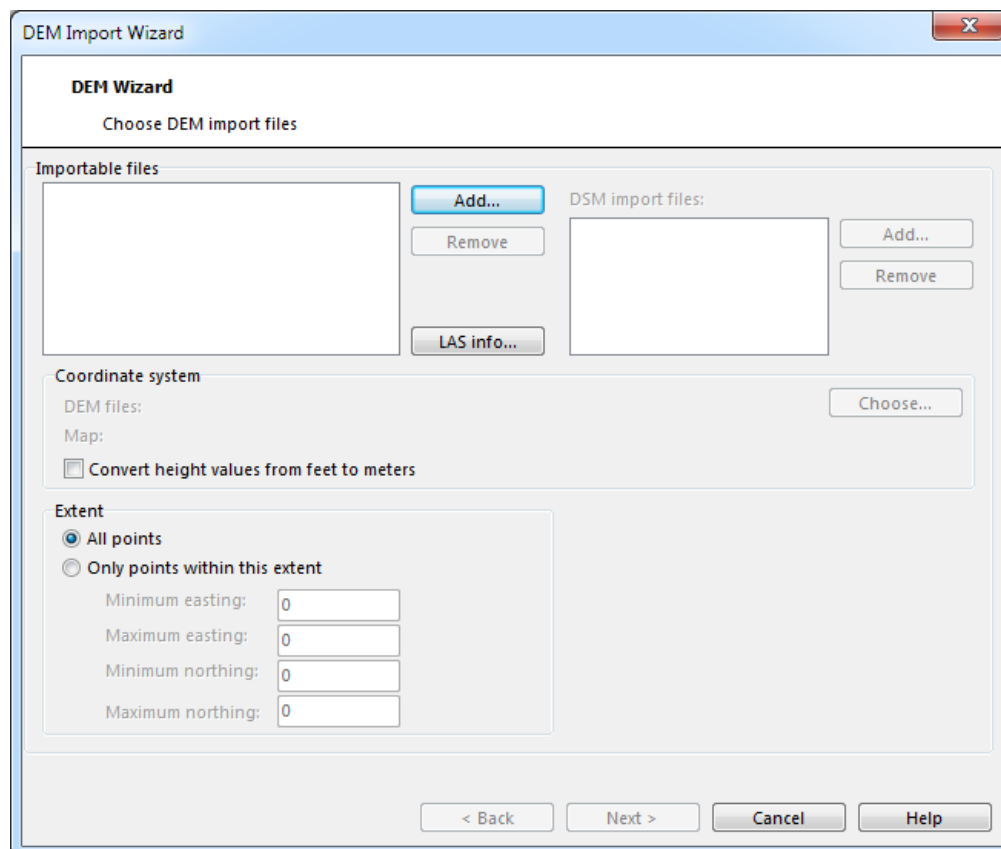 DEM Import Wizard
DEM Wizard
Choose DEM import files
Importable files
Add...
Remove
LAS info...
DSM import files:
Add...
Remove
Coordinate system
DEM files:
Choose...
Map:
Convert height values from feet to meters
Extent
All points
Only points within this extent
Minimum easting: 0
Maximum easting: 0
Minimum northing: 0
Maximum northing: 0
< Back Next > Cancel Help